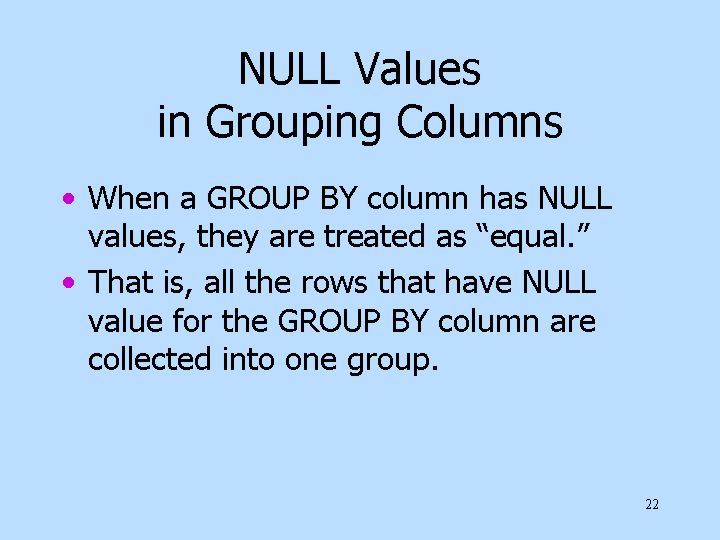 NULL Values
in Grouping Columns
• When a GROUP BY column has NULL
values, they are treated as “equal. ”
• That is, all the rows that have NULL
value for the GROUP BY column are
collected into one group.
22